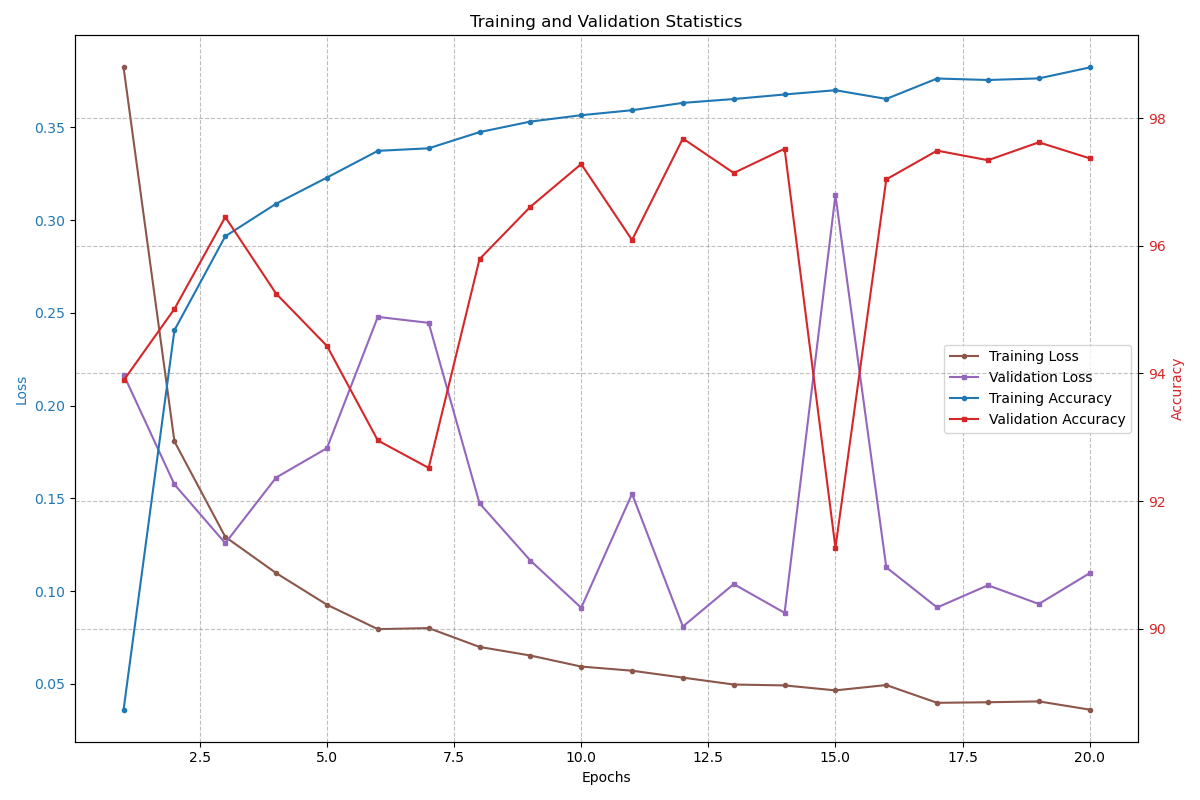 Training and Validation Statistics
0.35
0.30
0.25
0.20
0.15
0.10
0.05
Loss
98
96
94
92
90
Accuracy
Training Loss
Validation Loss
Training Accuracy
Validation Accuracy
2.5 5.0 7.5 10.0 12.5 15.0 17.5 20.0
Epochs